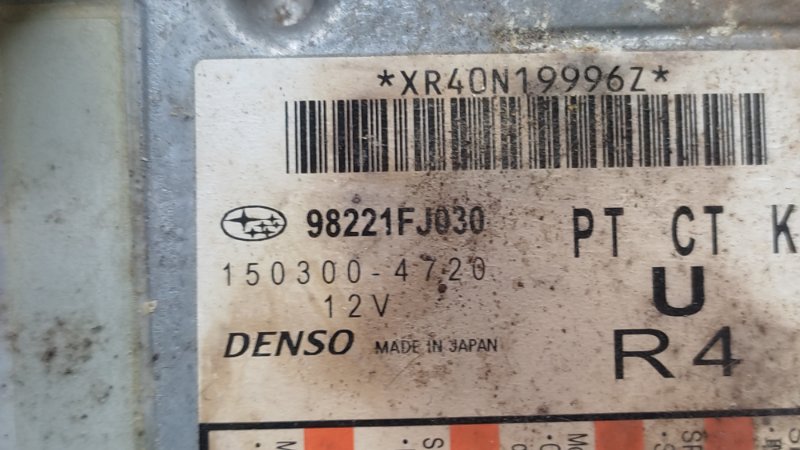 *XR40N19996Z*
98221FJ030 PT CT K
150300-4720 U
12V
DENSO MADE IN JAPAN R4